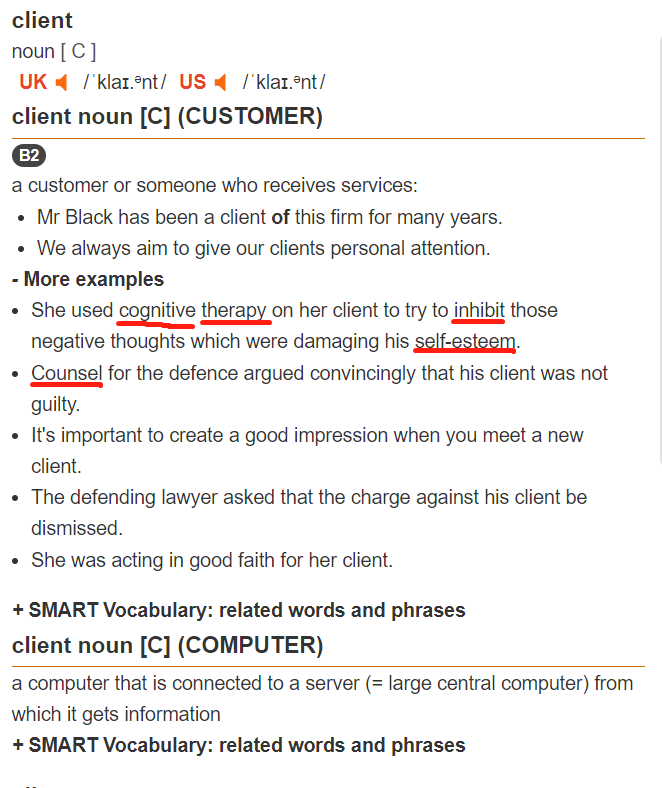 client
noun [ C ]
UK /ˈklaɪ.ᵊnt/ US /ˈklaɪ.ᵊnt/
client noun [C] (CUSTOMER)
B2
a customer or someone who receives services:
• Mr Black has been a client of this firm for many years.
• We always aim to give our clients personal attention.
- More examples
• She used cognitive therapy on her client to try to inhibit those
negative thoughts which were damaging his self-esteem.
• Counsel for the defence argued convincingly that his client was not
guilty.
• It's important to create a good impression when you meet a new
client.
• The defending lawyer asked that the charge against his client be
dismissed.
• She was acting in good faith for her client.
+ SMART Vocabulary: related words and phrases
client noun [C] (COMPUTER)
a computer that is connected to a server (= large central computer) from
which it gets information
+ SMART Vocabulary: related words and phrases